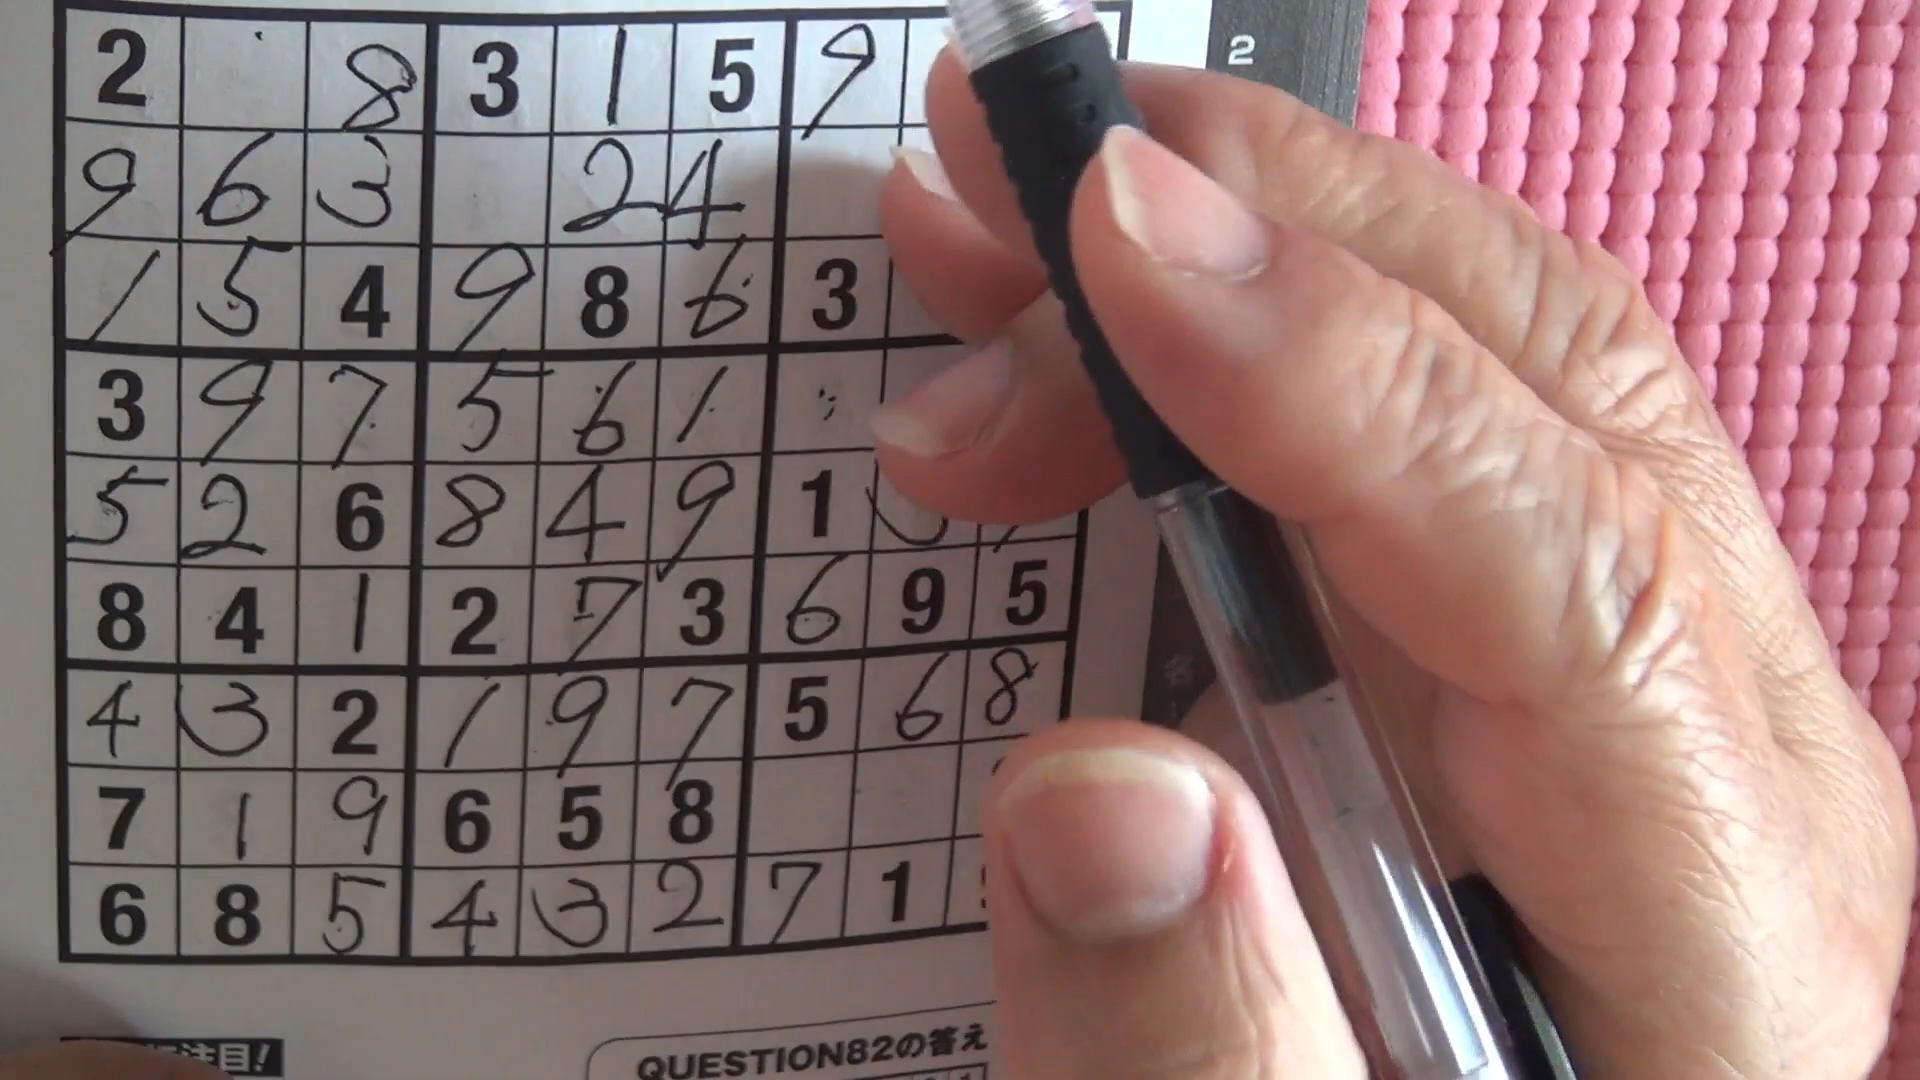 2
2 8 3 1 5 9
9 6 3 2 4
1 5 4 9 8 6 3
3 9 7 5 6 1
5 2 6 8 4 9 1
8 4 1 2 7 3 6 9 5
4 3 2 1 9 7 5 6 8
7 1 9 6 5 8
6 8 5 4 3 2 7 1
注目!
QUESTION82の答え